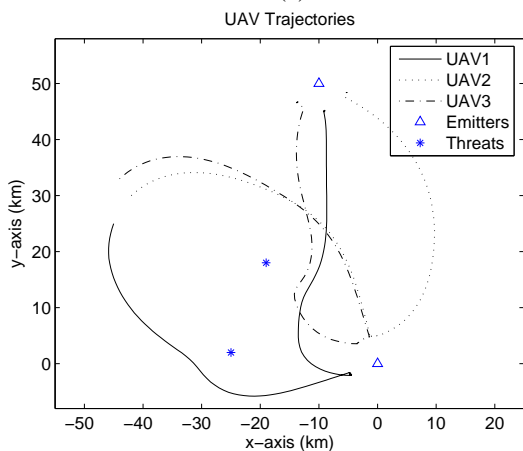 UAV Trajectories
UAV1
UAV2
UAV3
Emitters
Threats
y−axis (km)
50
40
30
20
10
0
−50 −40 −30 −20 −10 0 10 20
x−axis (km)